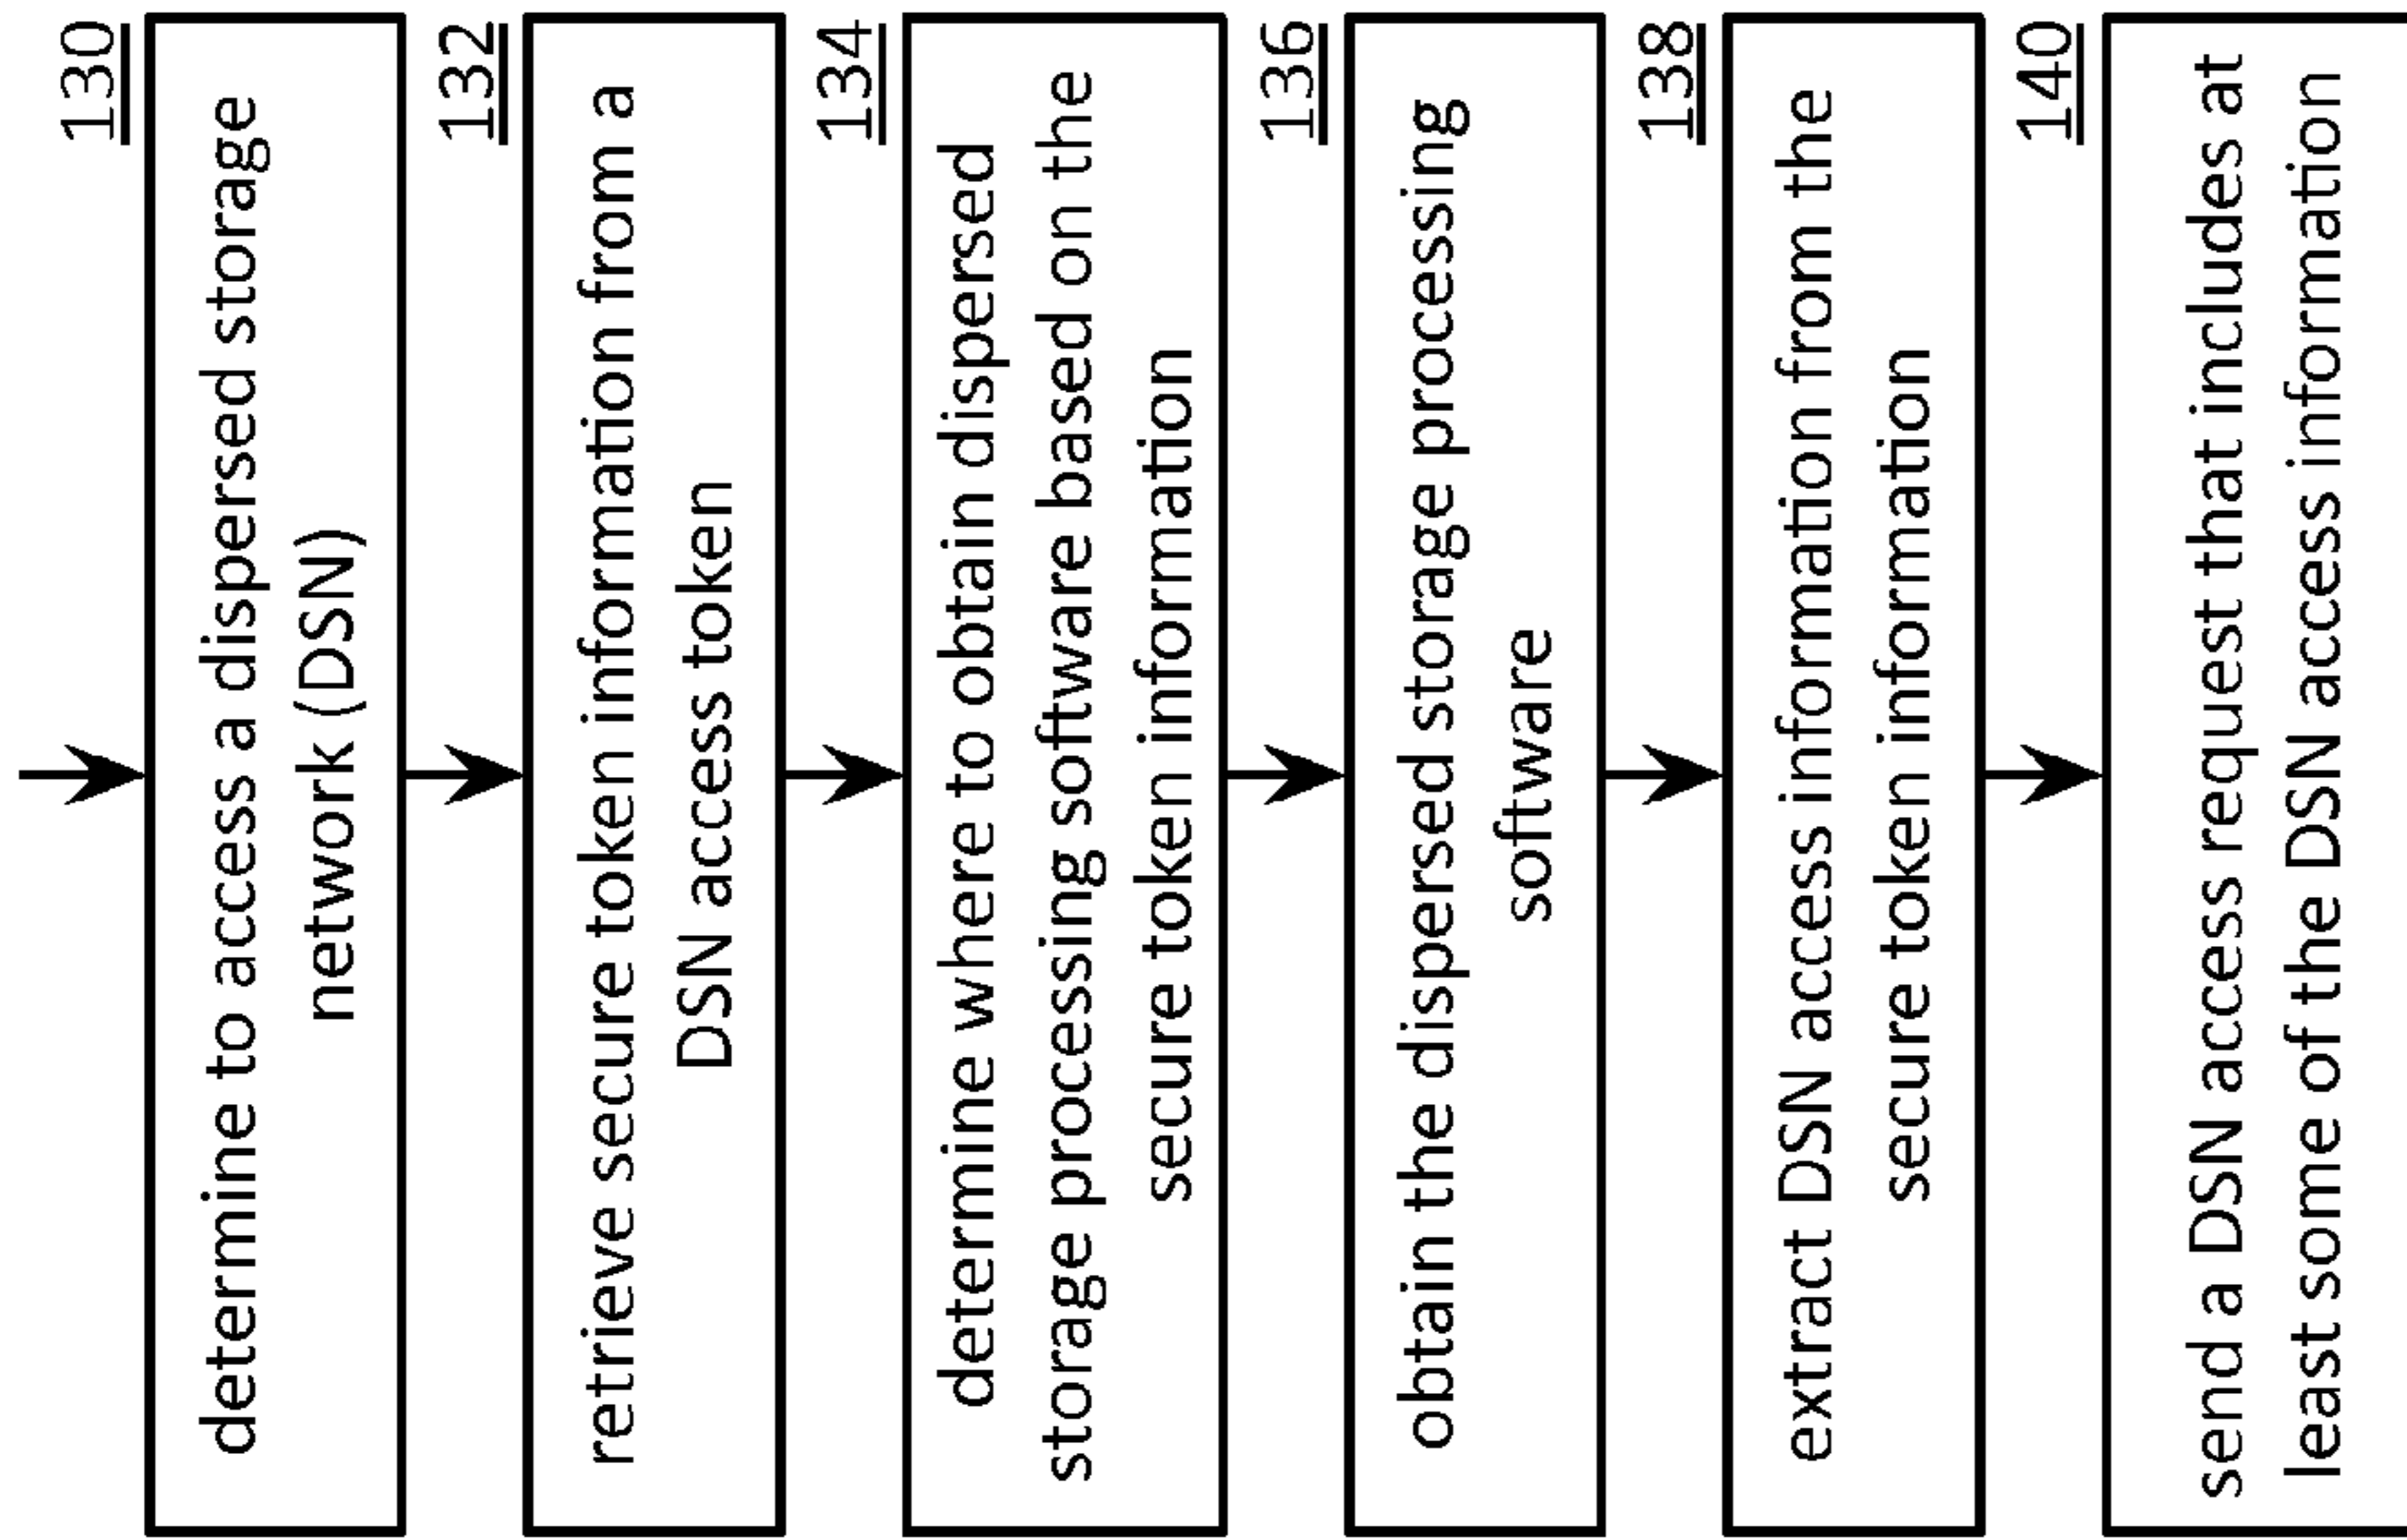 130
determine to access a dispersed storage
network (DSN)
132
retrieve secure token information from a
DSN access token
134
determine where to obtain dispersed
storage processing software based on the
secure token information
136
obtain the dispersed storage processing
software
138
extract DSN access information from the
secure token information
140
send a DSN access request that includes at
least some of the DSN access information